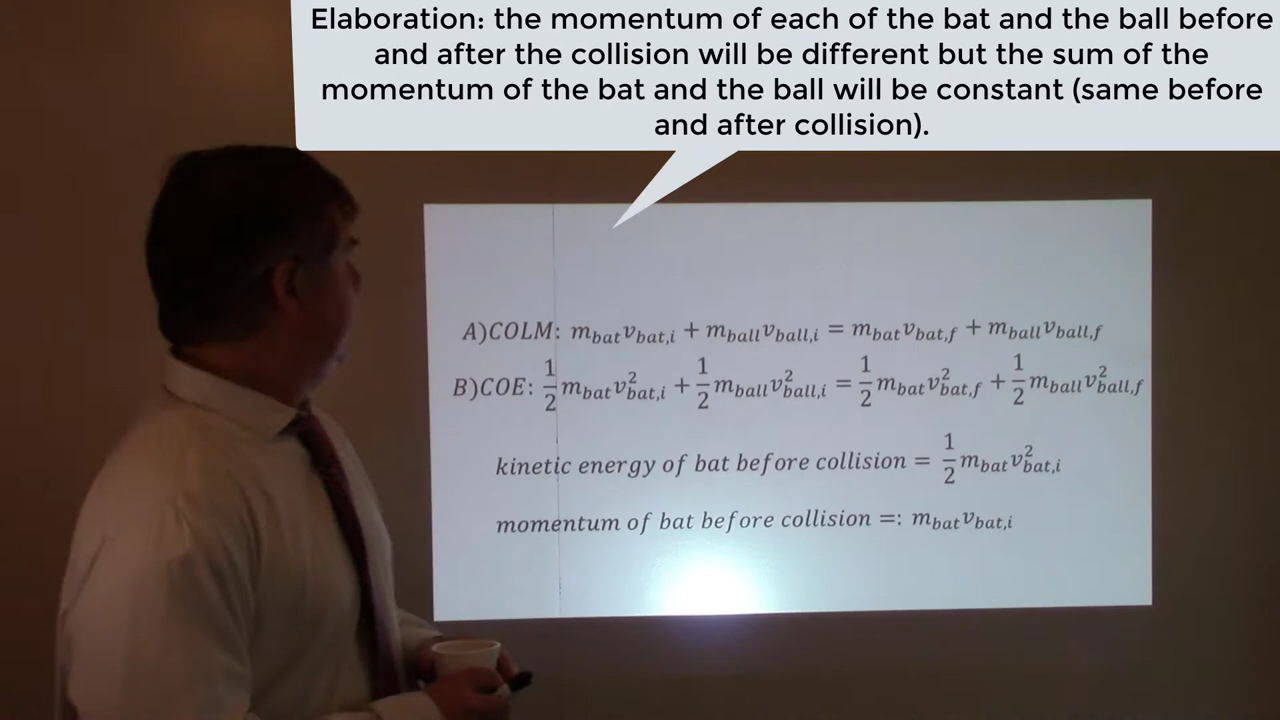 Elaboration: the momentum of each of the bat and the ball before
and after the collision will be different but the sum of the
momentum of the bat and the ball will be constant (same before
and after collision).
A)COLM: m_bat v_bat,i + m_ball v_ball,i = m_bat v_bat,f + m_ball v_ball,f
B)COE: 1/2 m_bat v²_bat,i + 1/2 m_ball v²_ball,i = 1/2 m_bat v²_bat,f + 1/2 m_ball v²_ball,f
kinetic energy of bat before collision = 1/2 m_bat v²_bat,i
momentum of bat before collision =: m_bat v_bat,i